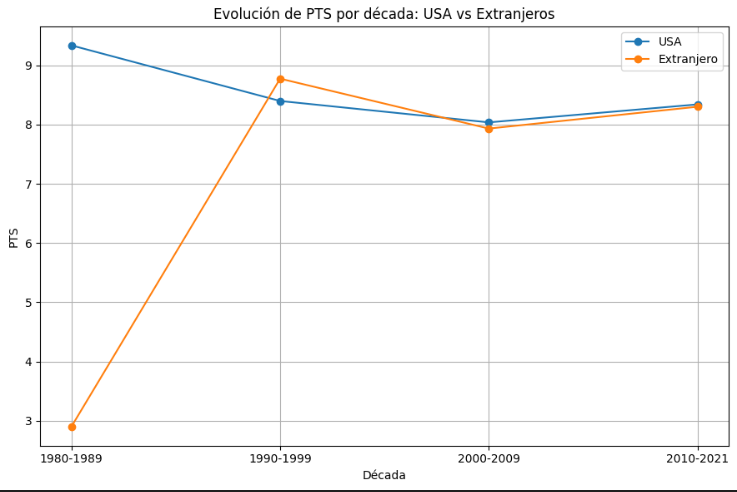 Evolución de PTS por década: USA vs Extranjeros
USA
Extranjero
9
8
7
6
5
4
3
PTS
1980-1989
1990-1999
2000-2009
2010-2021
Década